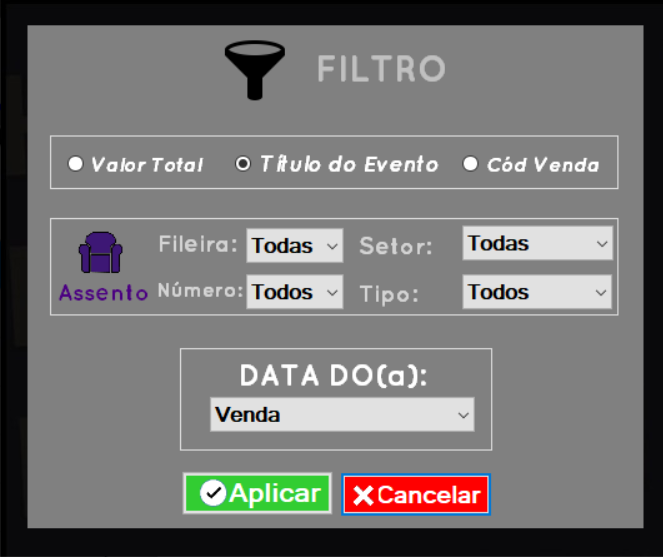 FILTRO
Valor Total Título do Evento Cód Venda
Fileira: Todas Setor: Todas
Assento Número: Todos Tipo: Todos
DATA DO(a):
Venda
Aplicar Cancelar